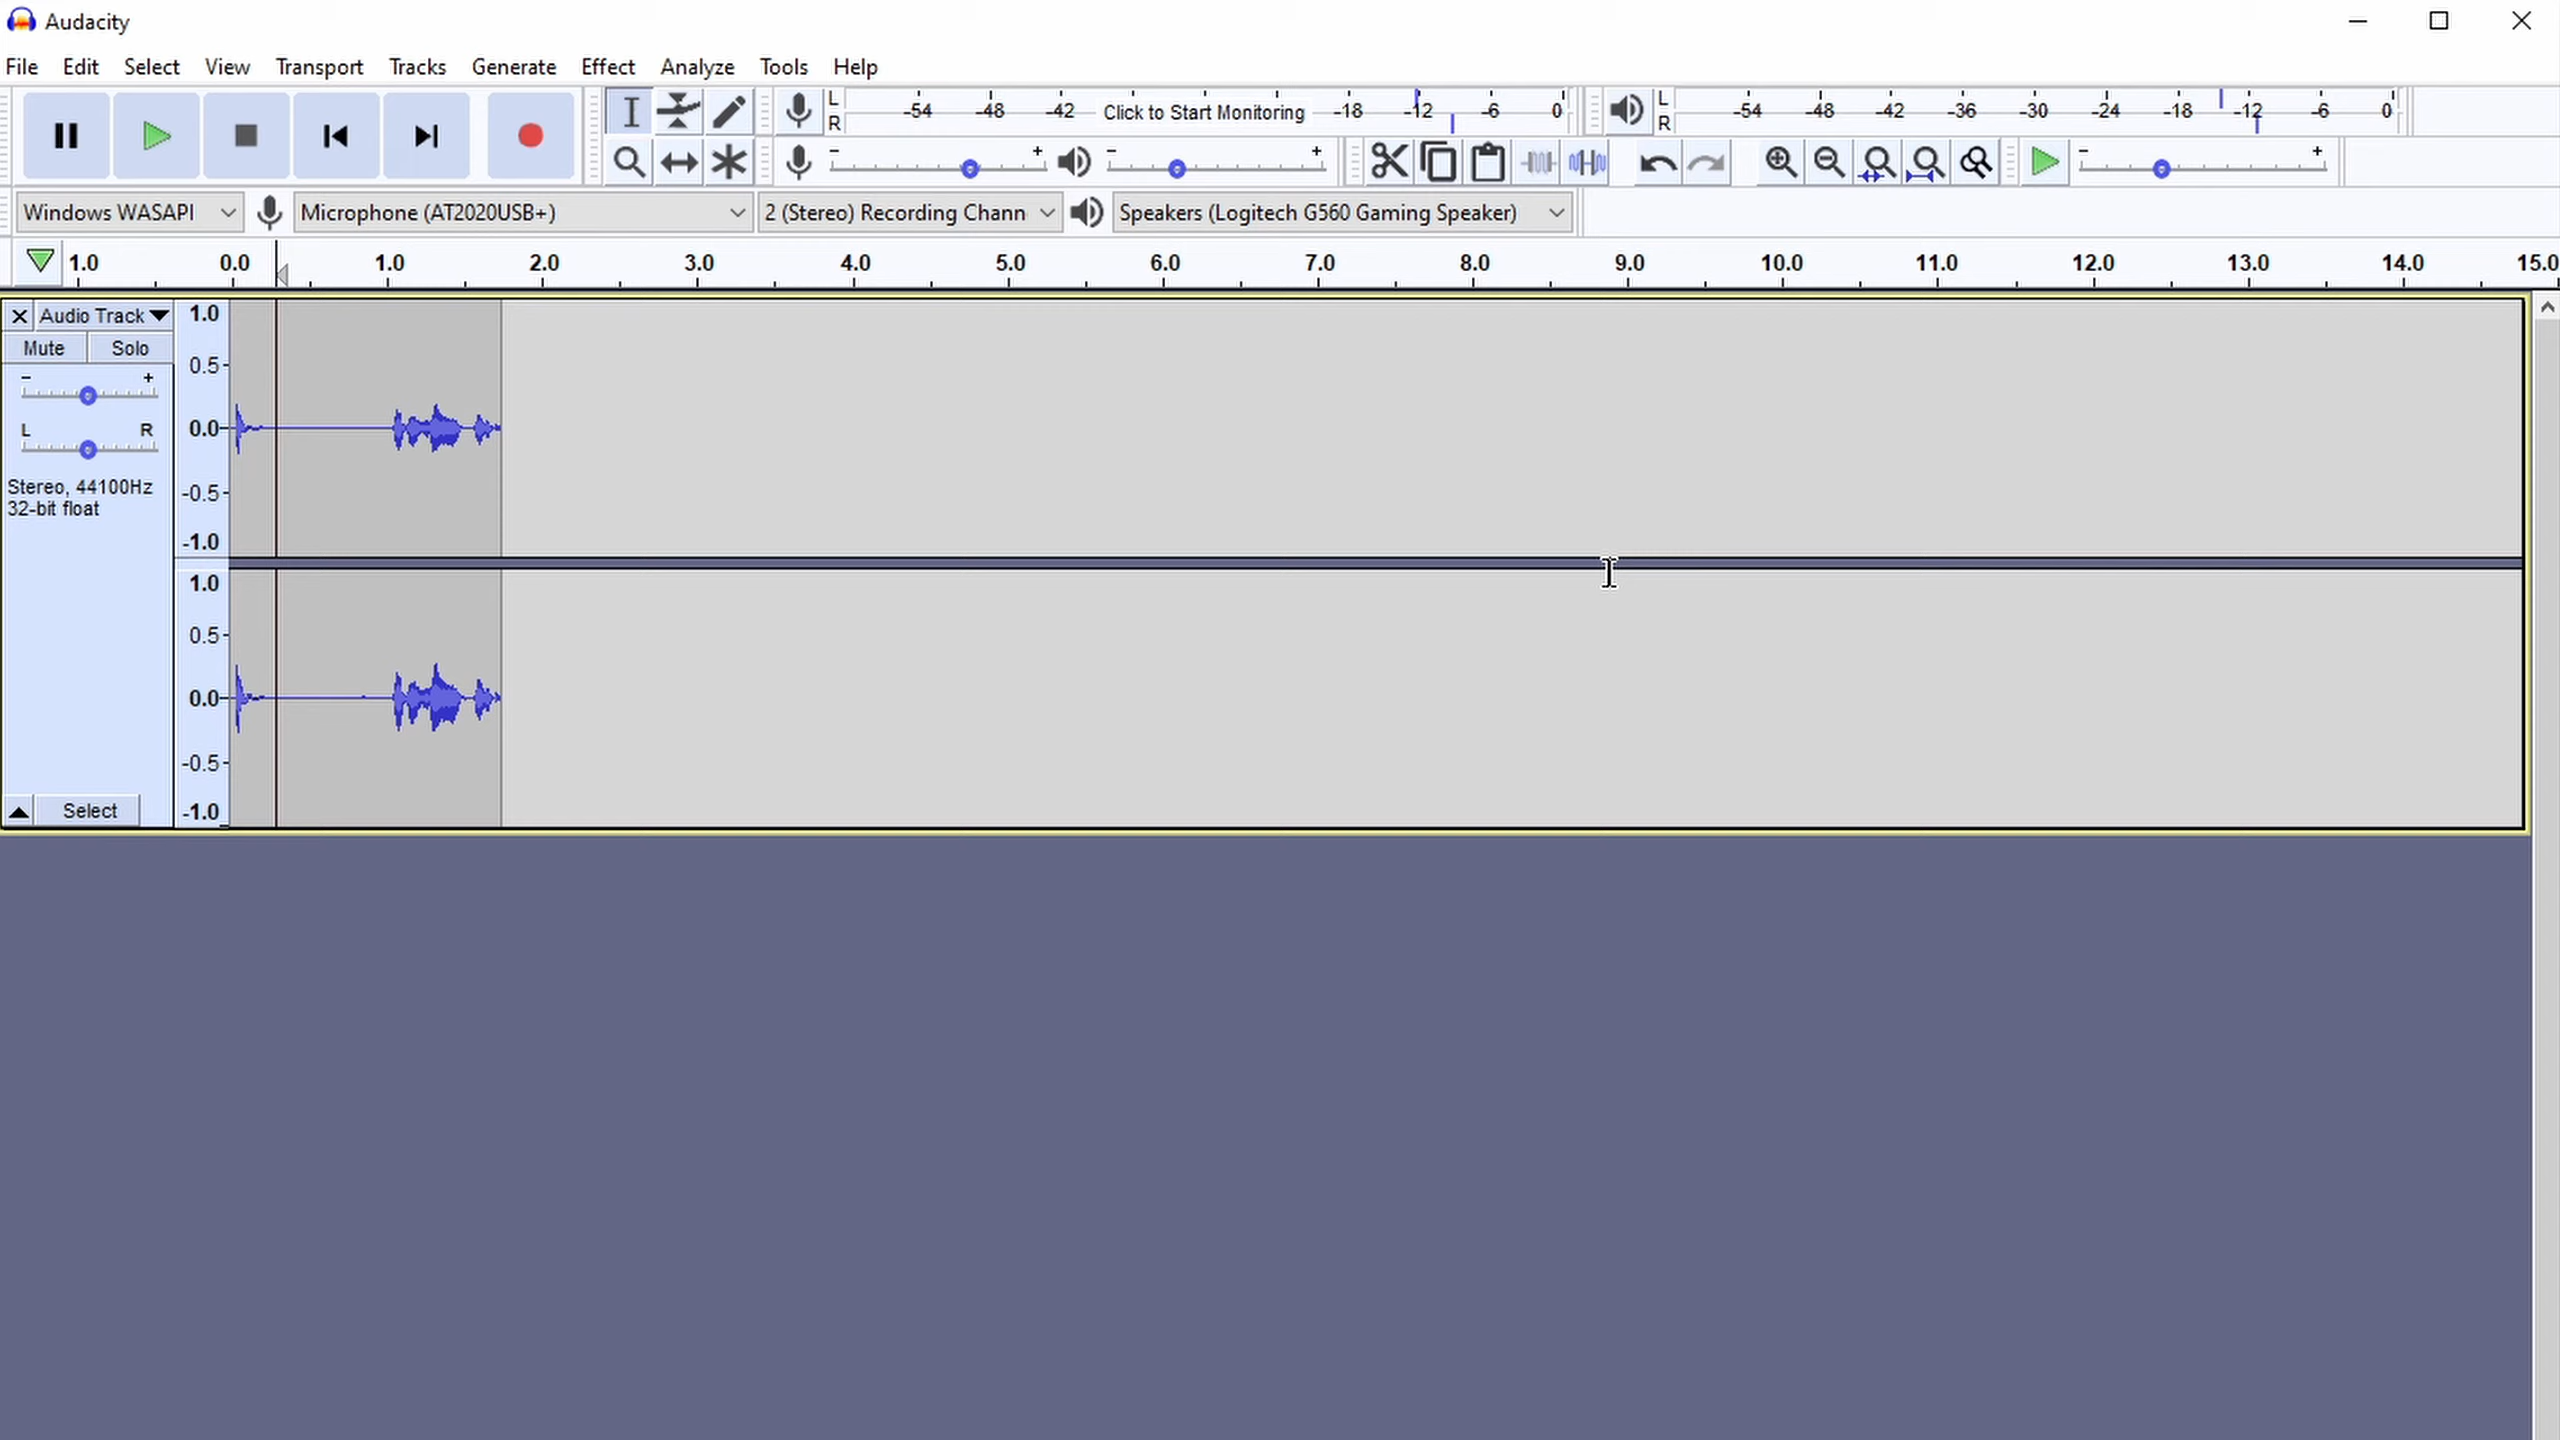 Audacity
File Edit Select View Transport Tracks Generate Effect Analyze Tools Help
L R -54 -48 -42 Click to Start Monitoring -18 -12 -6 0
L R -54 -48 -42 -36 -30 -24 -18 -12 -6 0
- + - + - +
Windows WASAPI Microphone (AT2020USB+) 2 (Stereo) Recording Chann Speakers (Logitech G560 Gaming Speaker)
1.0 0.0 1.0 2.0 3.0 4.0 5.0 6.0 7.0 8.0 9.0 10.0 11.0 12.0 13.0 14.0 15.0
Audio Track 1.0
Mute Solo
0.5
- +
L R 0.0
Stereo, 44100Hz -0.5
32-bit float
-1.0
1.0
0.5
0.0
-0.5
Select -1.0